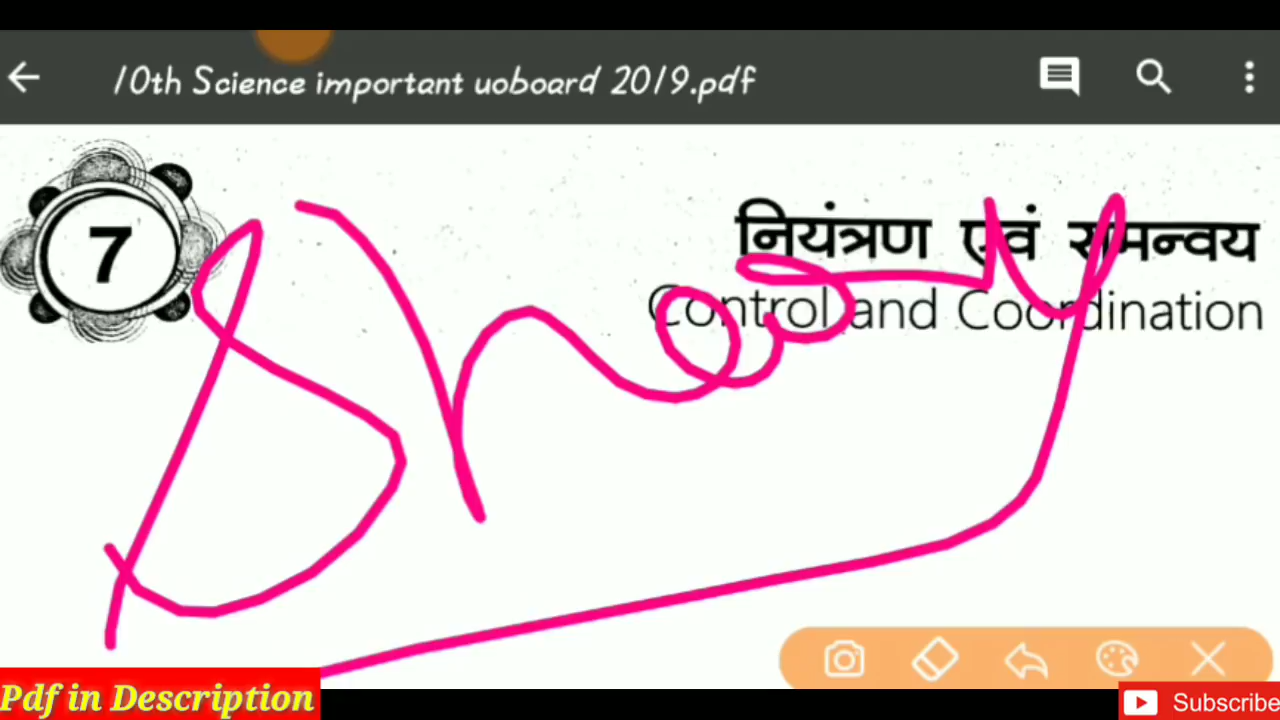 10th Science important uoboard 2019.pdf
7
नियंत्रण एवं समन्वय
Control and Coordination
Pdf in Description
Subscribe